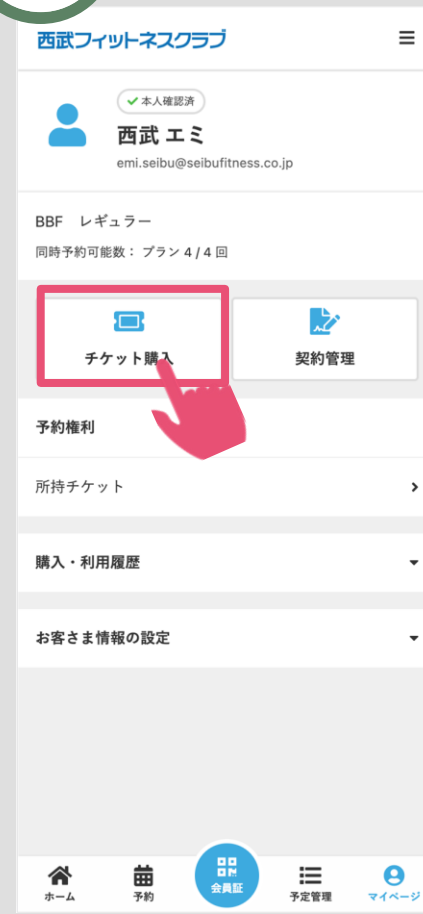 西武フィットネスクラブ
本人確認済
西武 エミ
emi.seibu@seibufitness.co.jp
BBF レギュラー
同時予約可能数： プラン 4 / 4 回
チケット購入
契約管理
予約権利
所持チケット
購入・利用履歴
お客さま情報の設定
ホーム
予約
会員証
予定管理
マイページ